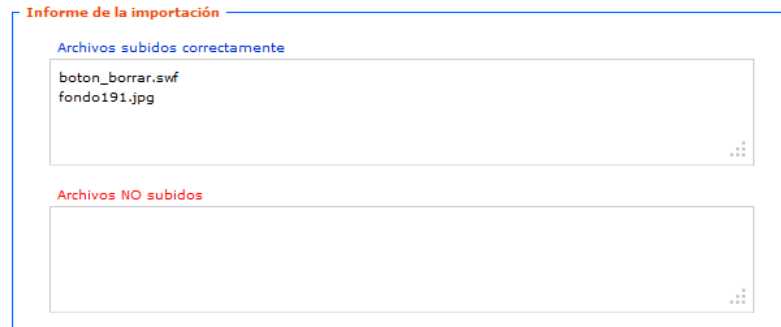 Informe de la importación
Archivos subidos correctamente
boton_borrar.swf
fondo191.jpg
Archivos NO subidos